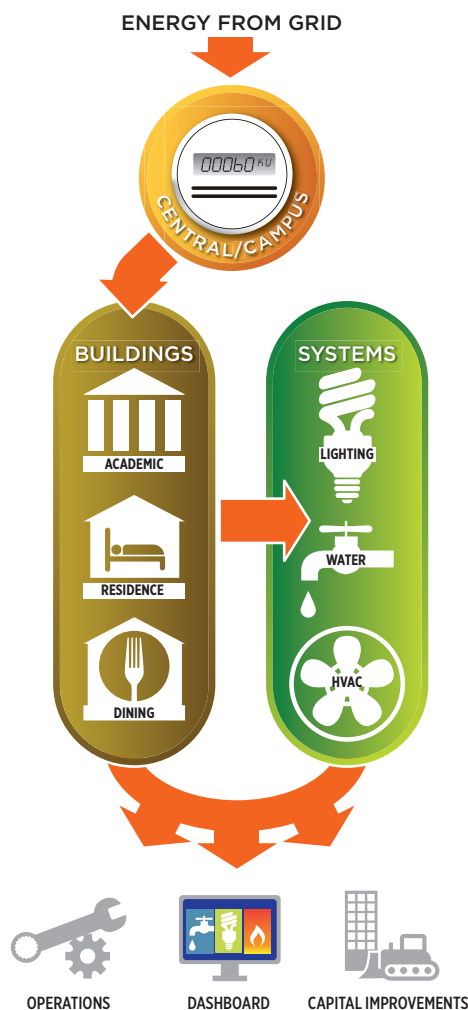 ENERGY FROM GRID
00060 KW
CENTRAL/CAMPUS
BUILDINGS
ACADEMIC
RESIDENCE
DINING
SYSTEMS
LIGHTING
WATER
HVAC
OPERATIONS
DASHBOARD
CAPITAL IMPROVEMENTS